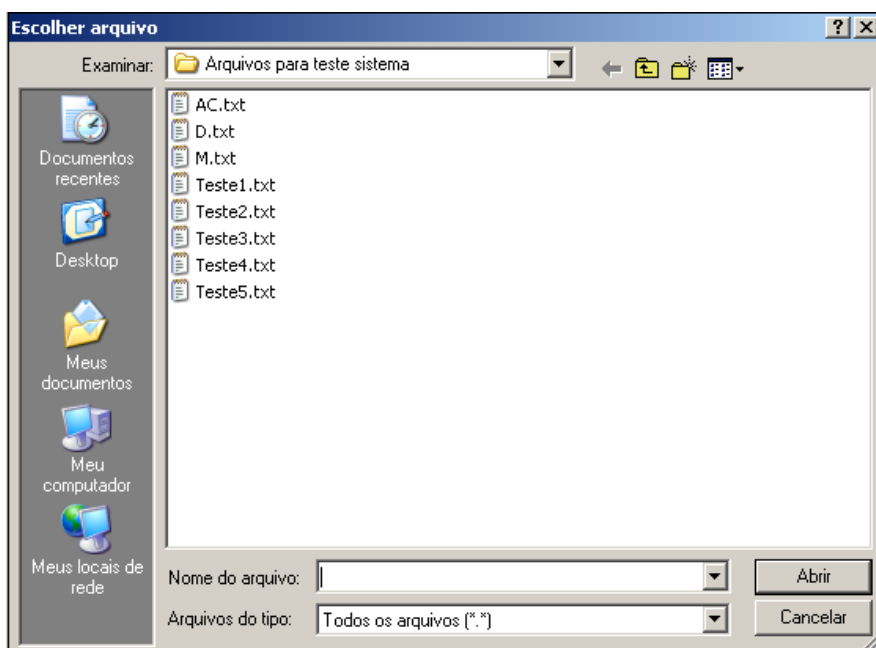 Escolher arquivo
Examinar:
Arquivos para teste sistema
Documentos
recentes
Desktop
Meus
documentos
Meu
computador
Meus locais de
rede
AC.txt
D.txt
M.txt
Teste1.txt
Teste2.txt
Teste3.txt
Teste4.txt
Teste5.txt
Nome do arquivo:
Abrir
Arquivos do tipo:
Todos os arquivos (*.*)
Cancelar